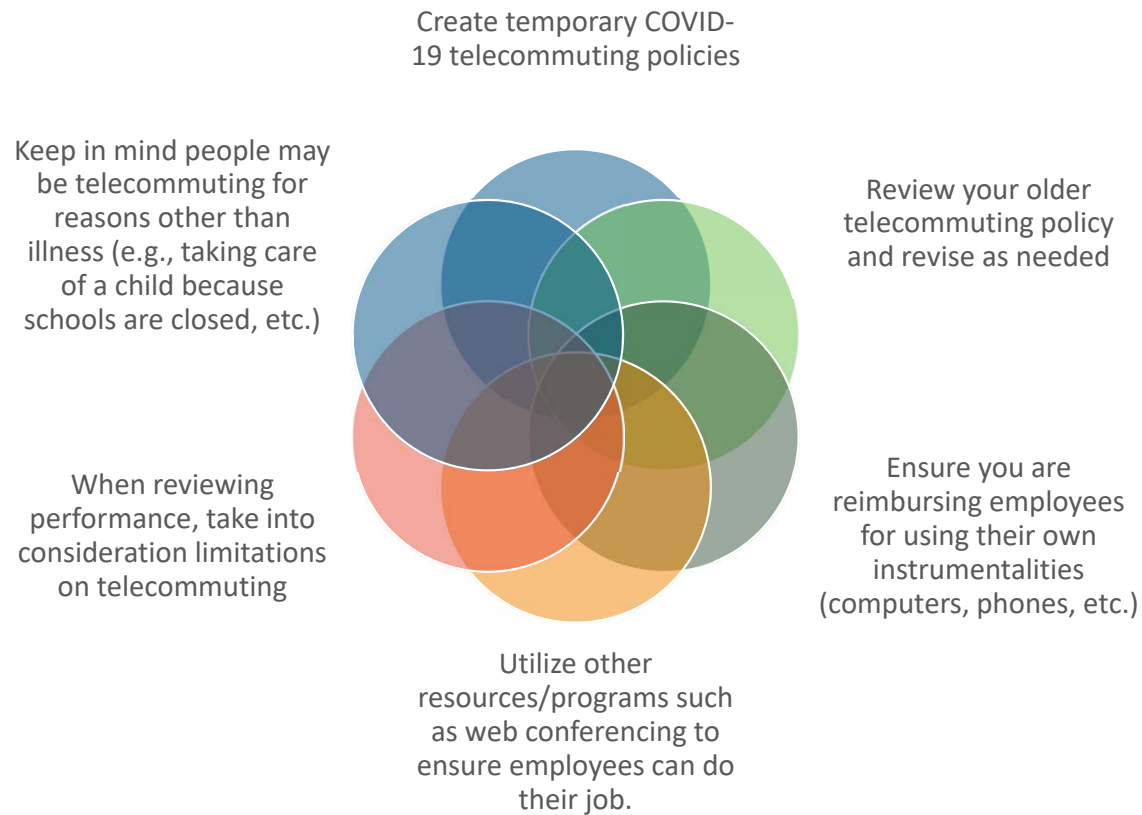 Create temporary COVID-
19 telecommuting policies
Review your older
telecommuting policy
and revise as needed
Ensure you are
reimbursing employees
for using their own
instrumentalities
(computers, phones, etc.)
Utilize other
resources/programs such
as web conferencing to
ensure employees can do
their job.
When reviewing
performance, take into
consideration limitations
on telecommuting
Keep in mind people may
be telecommuting for
reasons other than
illness (e.g., taking care
of a child because
schools are closed, etc.)